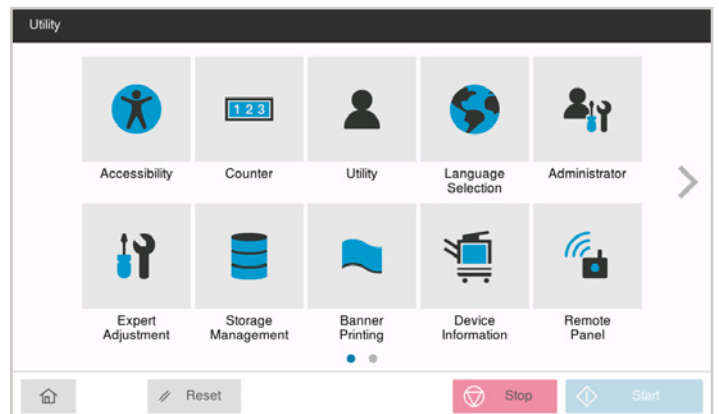 Utility
123
Accessibility
Counter
Utility
Language
Selection
Administrator
Expert
Adjustment
Storage
Management
Banner
Printing
Device
Information
Remote
Panel
Reset
Stop
Start